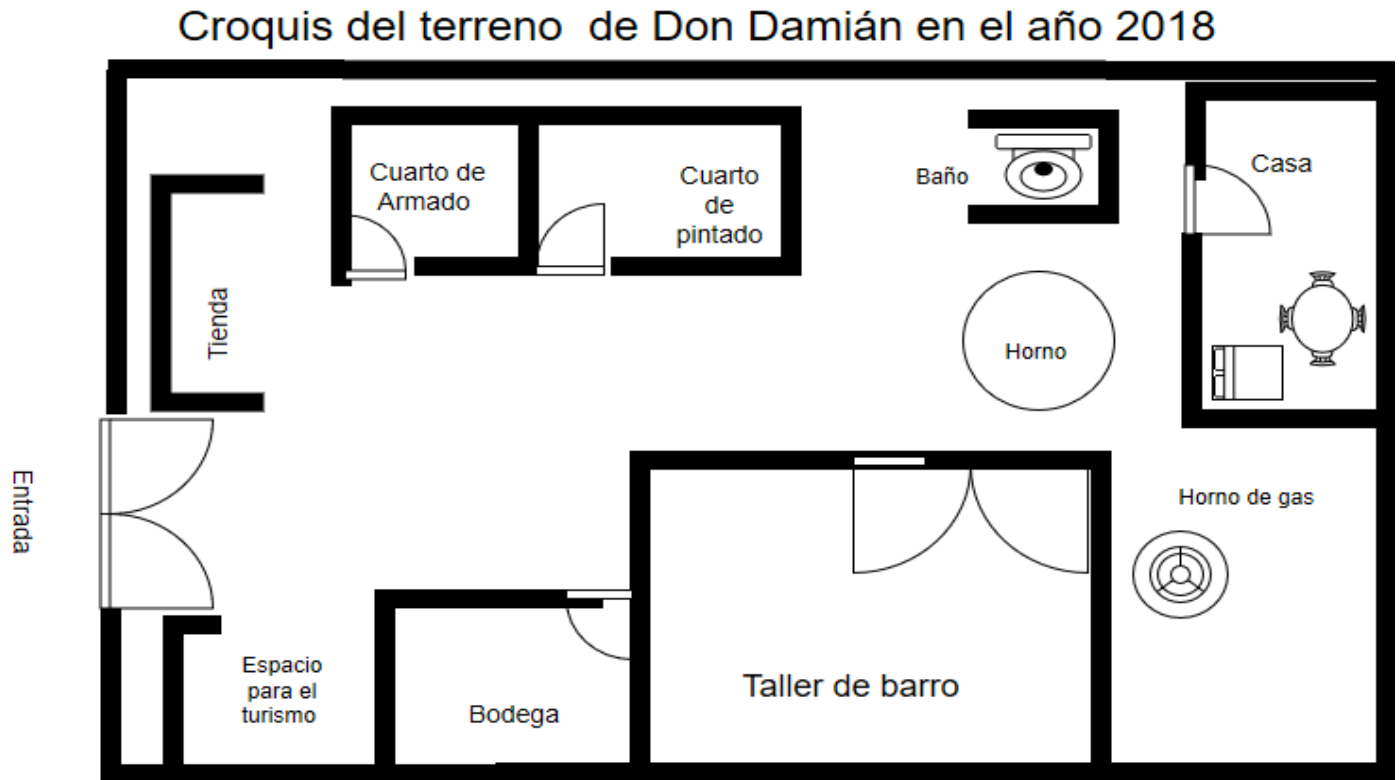 Croquis del terreno  de Don Damián en el año 2018
Cuarto de
Armado
Cuarto
de
pintado
Baño
Casa
Tienda
Horno
Entrada
Horno de gas
Espacio
para el
turismo
Bodega
Taller de barro